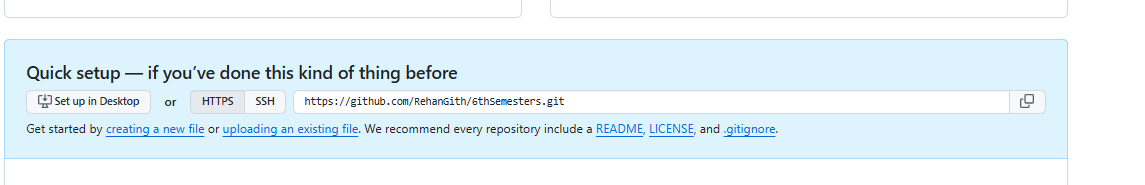 Quick setup — if you've done this kind of thing before
Set up in Desktop or HTTPS SSH https://github.com/RehanGith/6thSemesters.git
Get started by creating a new file or uploading an existing file. We recommend every repository include a README, LICENSE, and .gitignore.